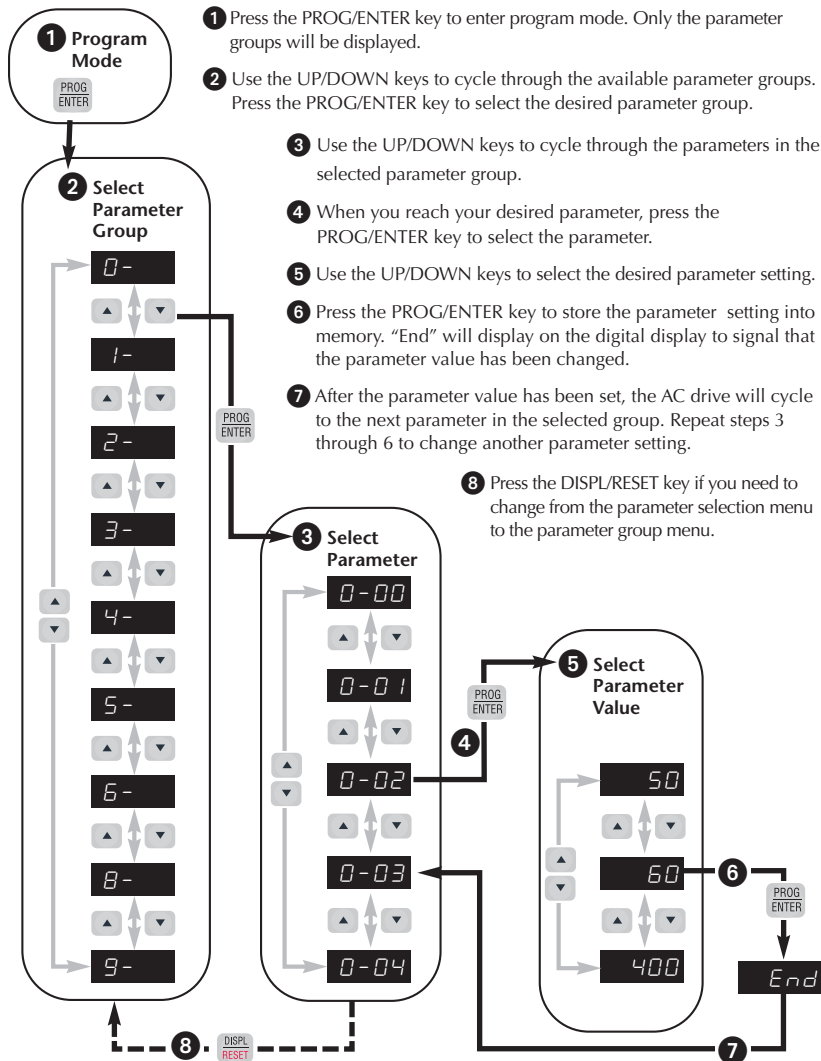 1 Program
Mode
PROG
ENTER
1 Press the PROG/ENTER key to enter program mode. Only the parameter
groups will be displayed.
2 Use the UP/DOWN keys to cycle through the available parameter groups.
Press the PROG/ENTER key to select the desired parameter group.
3 Use the UP/DOWN keys to cycle through the parameters in the
selected parameter group.
4 When you reach your desired parameter, press the
PROG/ENTER key to select the parameter.
5 Use the UP/DOWN keys to select the desired parameter setting.
6 Press the PROG/ENTER key to store the parameter setting into
memory. “End” will display on the digital display to signal that
the parameter value has been changed.
7 After the parameter value has been set, the AC drive will cycle
to the next parameter in the selected group. Repeat steps 3
through 6 to change another parameter setting.
8 Press the DISPL/RESET key if you need to
change from the parameter selection menu
to the parameter group menu.
2 Select
Parameter
Group
0-
1-
2-
3-
4-
5-
6-
8-
9-
PROG
ENTER
3 Select
Parameter
0-00
0-01
0-02
0-03
0-04
PROG
ENTER
4
5 Select
Parameter
Value
50
60
400
6
PROG
ENTER
End
7
8
DISPL
RESET